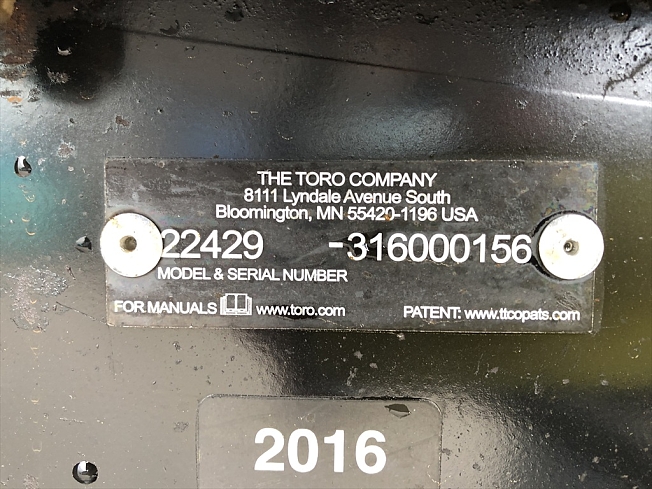 THE TORO COMPANY
8111 Lyndale Avenue South
Bloomington, MN 55420-1196 USA
22429 -316000156
MODEL & SERIAL NUMBER
FOR MANUALS www.toro.com PATENT: www.ttcopats.com
2016